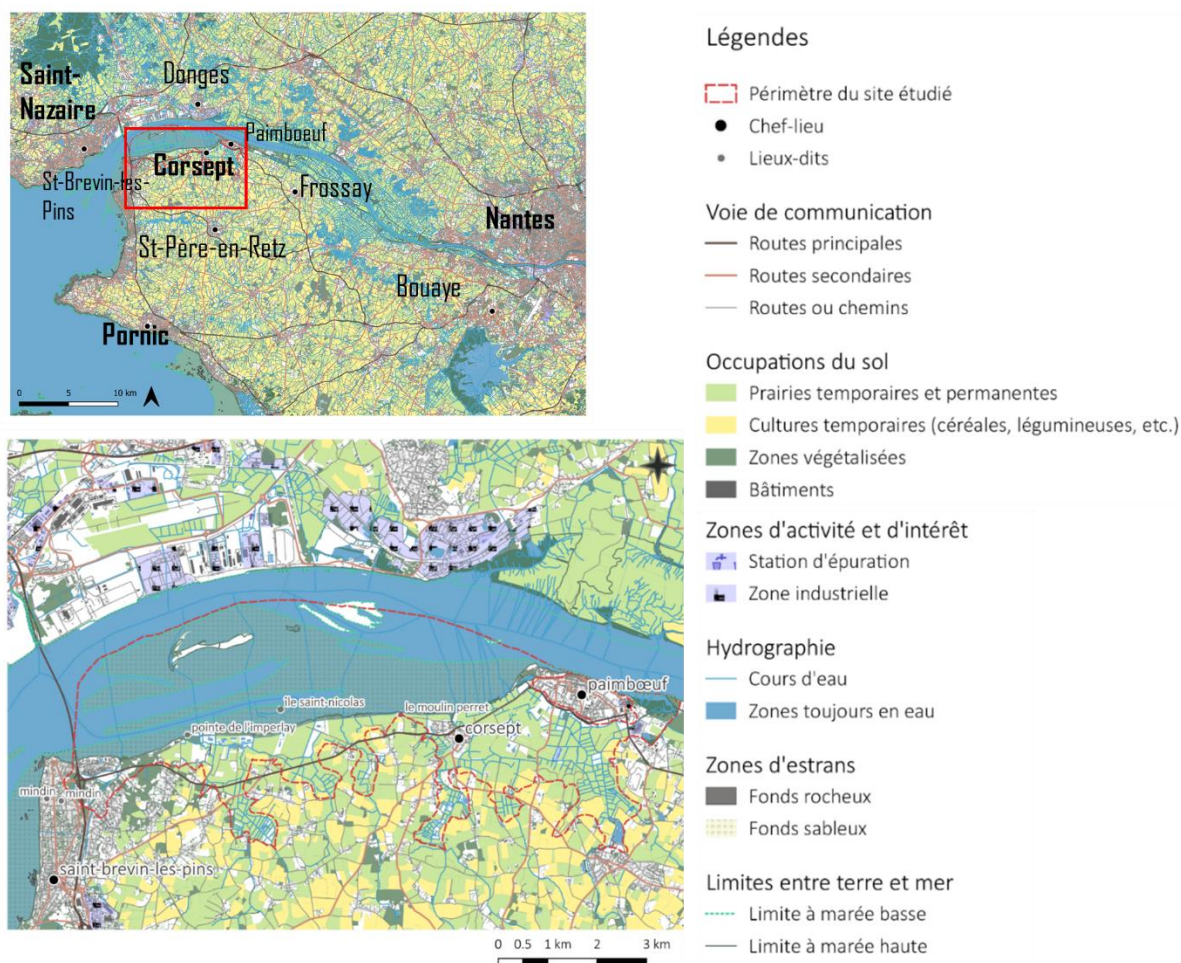 Saint-
Nazaire
Donges
Paimboeuf
Corsept
St-Brevin-les-
Pins
Frossay
Nantes
St-Père-en-Retz
Bouaye
Pornic
0 5 10 km
paimbœuf
île saint-nicolas
le moulin perret
pointe de l'imperlay
corsept
mindin
mindin
saint-brevin-les-pins
0 0.5 1 km 2 3 km
Légendes
Périmètre du site étudié
Chef-lieu
Lieux-dits
Voie de communication
Routes principales
Routes secondaires
Routes ou chemins
Occupations du sol
Prairies temporaires et permanentes
Cultures temporaires (céréales, légumineuses, etc.)
Zones végétalisées
Bâtiments
Zones d'activité et d'intérêt
Station d'épuration
Zone industrielle
Hydrographie
Cours d'eau
Zones toujours en eau
Zones d'estrans
Fonds rocheux
Fonds sableux
Limites entre terre et mer
Limite à marée basse
Limite à marée haute